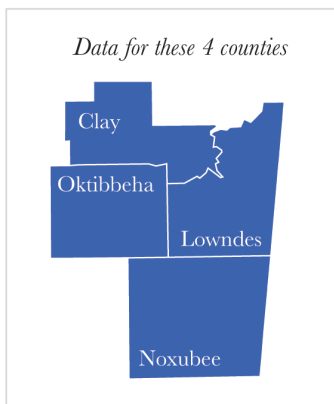 Data for these 4 counties
Clay
Oktibbeha
Lowndes
Noxubee